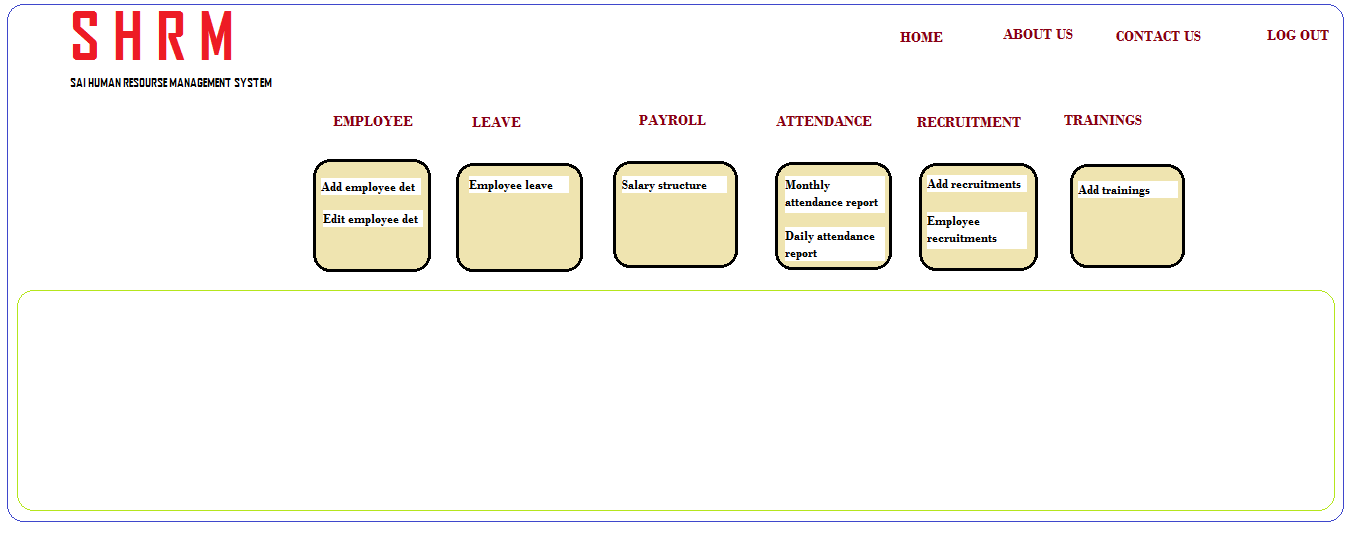 SHRM
SAI HUMAN RESOURSE MANAGEMENT SYSTEM
HOME
ABOUT US
CONTACT US
LOG OUT
EMPLOYEE
LEAVE
PAYROLL
ATTENDANCE
RECRUITMENT
TRAININGS
Add employee det
Edit employee det
Employee leave
Salary structure
Monthly
attendance report
Daily attendance
report
Add recruitments
Employee
recruitments
Add trainings